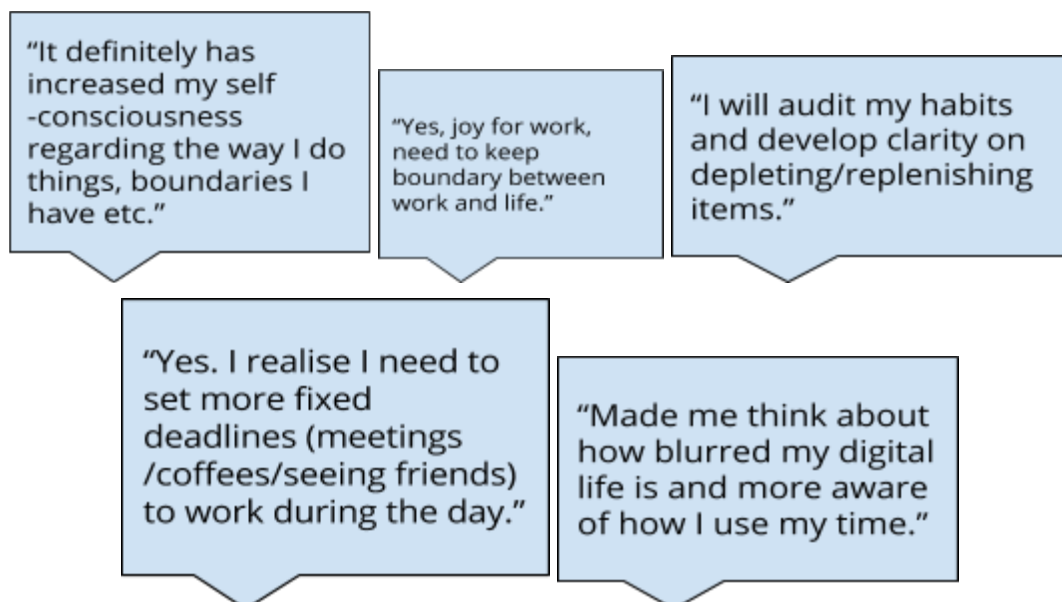 “It definitely has
increased my self
-consciousness
regarding the way I do
things, boundaries I
have etc.”
“Yes, joy for work,
need to keep
boundary between
work and life.”
“I will audit my habits
and develop clarity on
depleting/replenishing
items.”
“Yes. I realise I need to
set more fixed
deadlines (meetings
/coffees/seeing friends)
to work during the day.”
“Made me think about
how blurred my digital
life is and more aware
of how I use my time.”